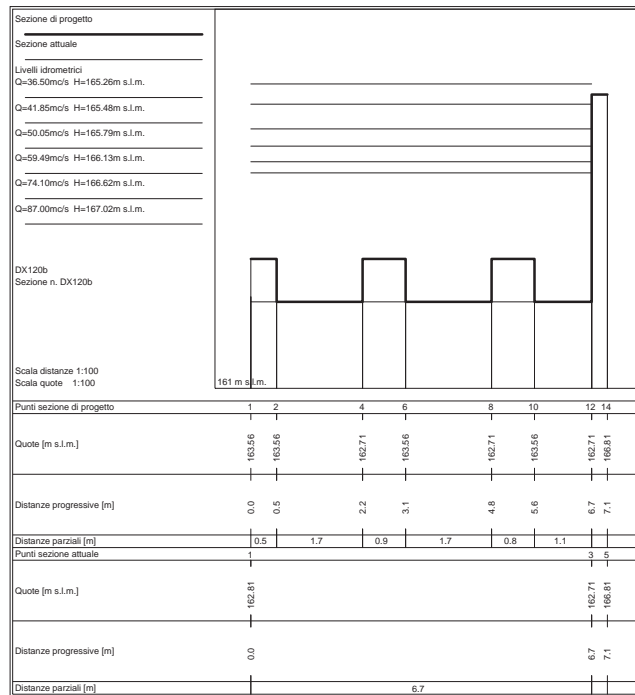 Sezione di progetto
Sezione attuale
Livelli idrometrici
Q=36.50mc/s H=165.26m s.l.m.
Q=41.85mc/s H=165.48m s.l.m.
Q=50.05mc/s H=165.79m s.l.m.
Q=59.49mc/s H=166.13m s.l.m.
Q=74.10mc/s H=166.62m s.l.m.
Q=87.00mc/s H=167.02m s.l.m.
DX120b
Sezione n. DX120b
Scala distanze 1:100
Scala quote 1:100
161 m s.l.m.
Punti sezione di progetto 1 2 4 6 8 10 12 14
Quote [m s.l.m.] 163.56 163.56 162.71 163.56 162.71 163.56 162.71 166.81
Distanze progressive [m] 0.0 0.5 2.2 3.1 4.8 5.6 6.7 7.1
Distanze parziali [m] 0.5 1.7 0.9 1.7 0.8 1.1
Punti sezione attuale 1 3 5
Quote [m s.l.m.] 162.81 162.71 166.81
Distanze progressive [m] 0.0 6.7 7.1
Distanze parziali [m] 6.7